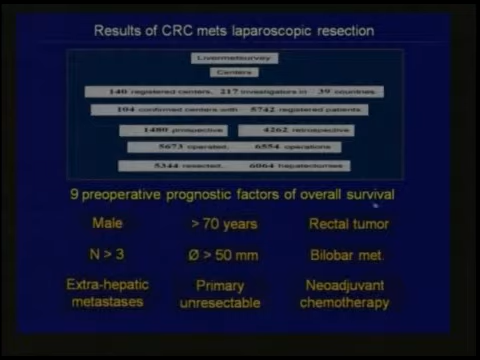 Results of CRC mets laparoscopic resection
Livermetsurvey
Centers
140 registered centers, 217 investigators in 39 countries
104 confirmed centers with 5742 registered patients
1480 prospective 4262 retrospective
5673 operated, 6554 operations
5344 resected, 6064 hepatectomies
9 preoperative prognostic factors of overall survival
Male > 70 years Rectal tumor
N > 3 Ø > 50 mm Bilobar met.
Extra-hepatic Primary Neoadjuvant
metastases unresectable chemotherapy